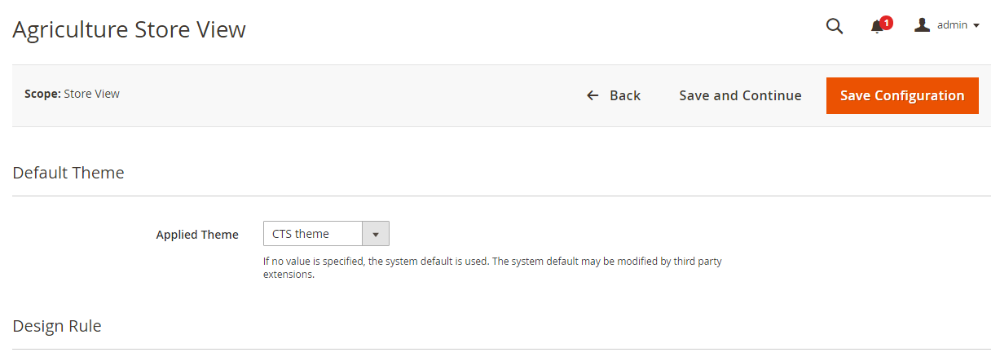 Agriculture Store View
1
admin
Scope: Store View
Back
Save and Continue
Save Configuration
Default Theme
Applied Theme
CTS theme
If no value is specified, the system default is used. The system default may be modified by third party
extensions.
Design Rule